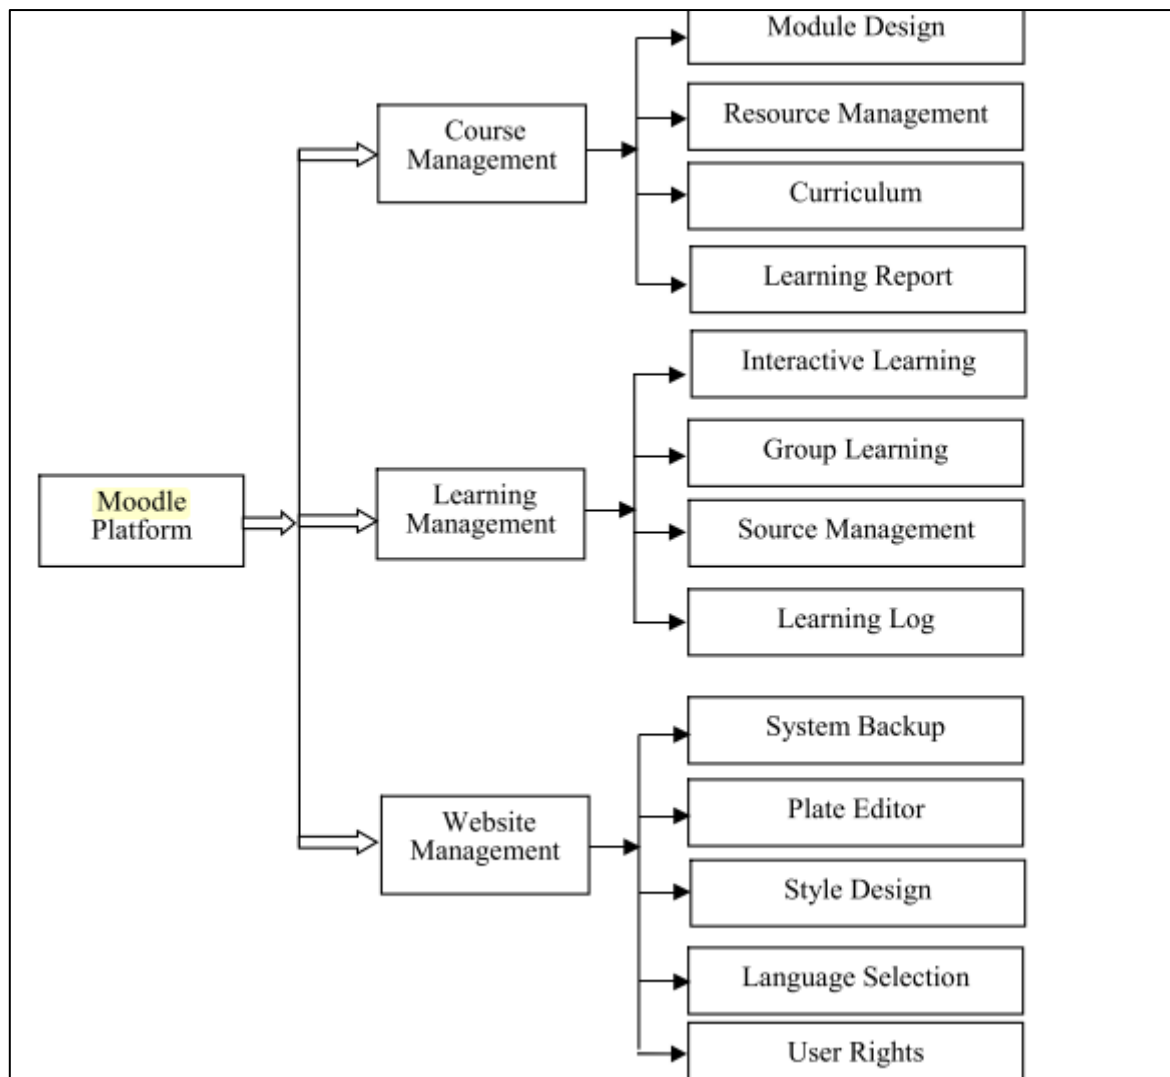 Module Design
Course
Management
Resource Management
Curriculum
Learning Report
Interactive Learning
Group Learning
Moodle
Platform
Learning
Management
Source Management
Learning Log
System Backup
Plate Editor
Website
Management
Style Design
Language Selection
User Rights